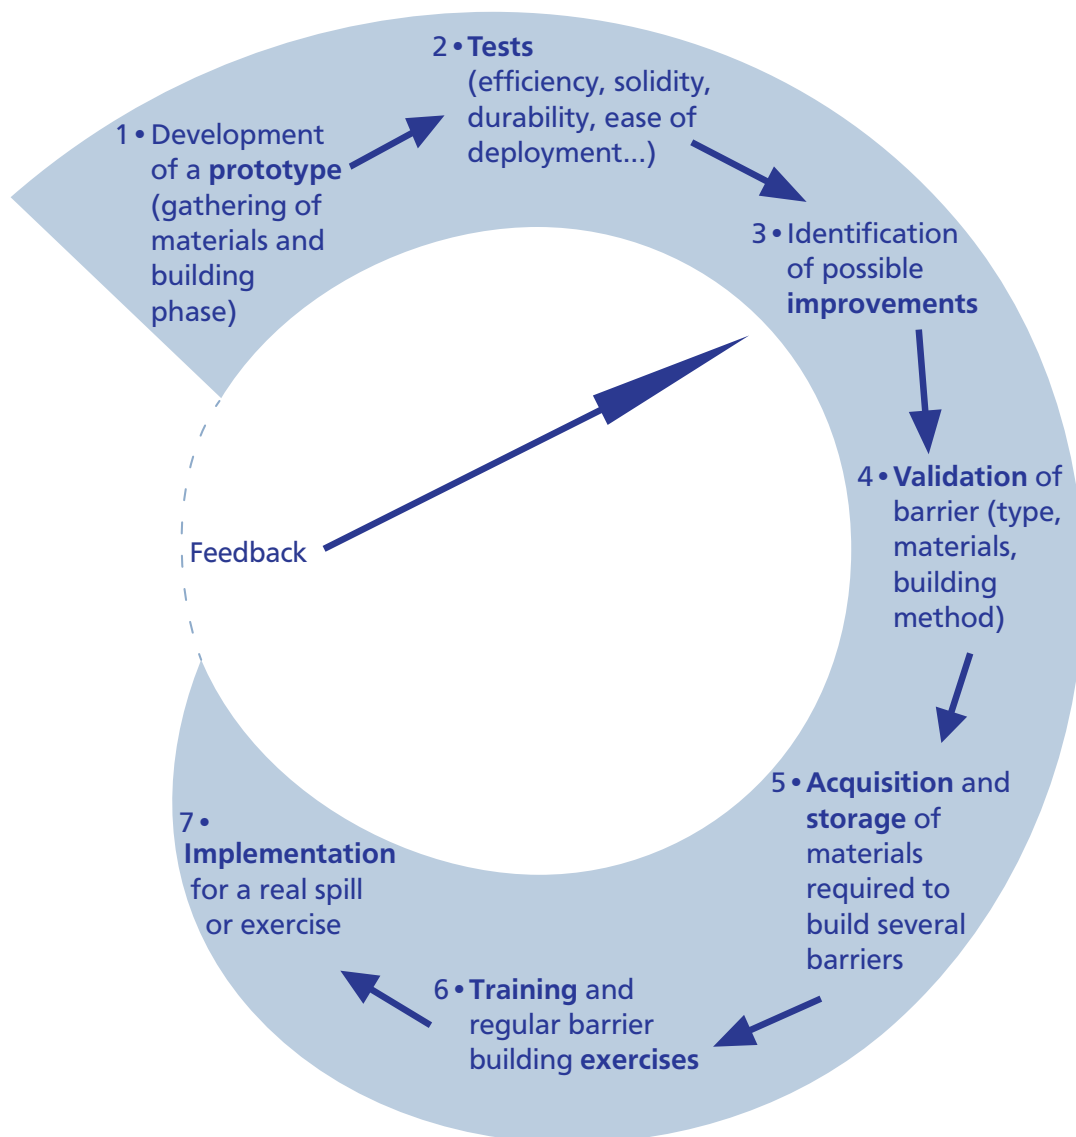 1 • Development
of a prototype
(gathering of
materials and
building
phase)
2 • Tests
(efficiency, solidity,
durability, ease of
deployment...)
3 • Identification
of possible
improvements
4 • Validation of
barrier (type,
materials,
building
method)
5 • Acquisition and
storage of
materials
required to
build several
barriers
6 • Training and
regular barrier
building exercises
7 •
Implementation
for a real spill
or exercise
Feedback